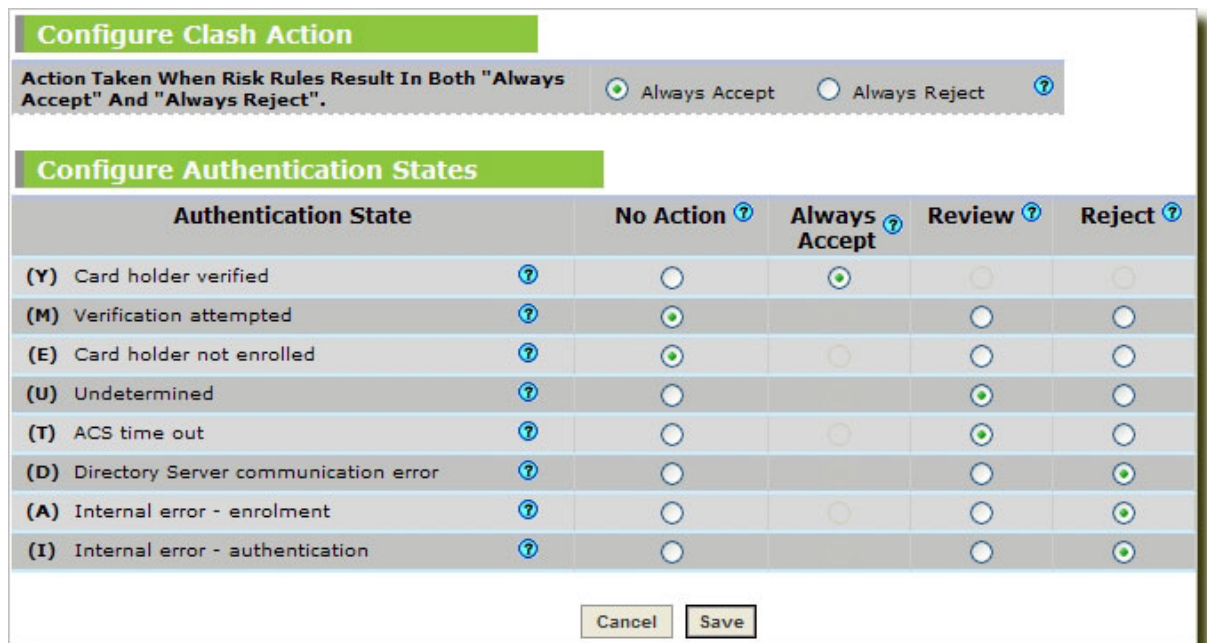 Configure Clash Action
Action Taken When Risk Rules Result In Both "Always
Accept" And "Always Reject".
Always Accept
Always Reject
?
Configure Authentication States
Authentication State
No Action ?
Always ?
Accept
Review ?
Reject ?
(Y) Card holder verified ?
(M) Verification attempted ?
(E) Card holder not enrolled ?
(U) Undetermined ?
(T) ACS time out ?
(D) Directory Server communication error ?
(A) Internal error - enrolment ?
(I) Internal error - authentication ?
Cancel
Save